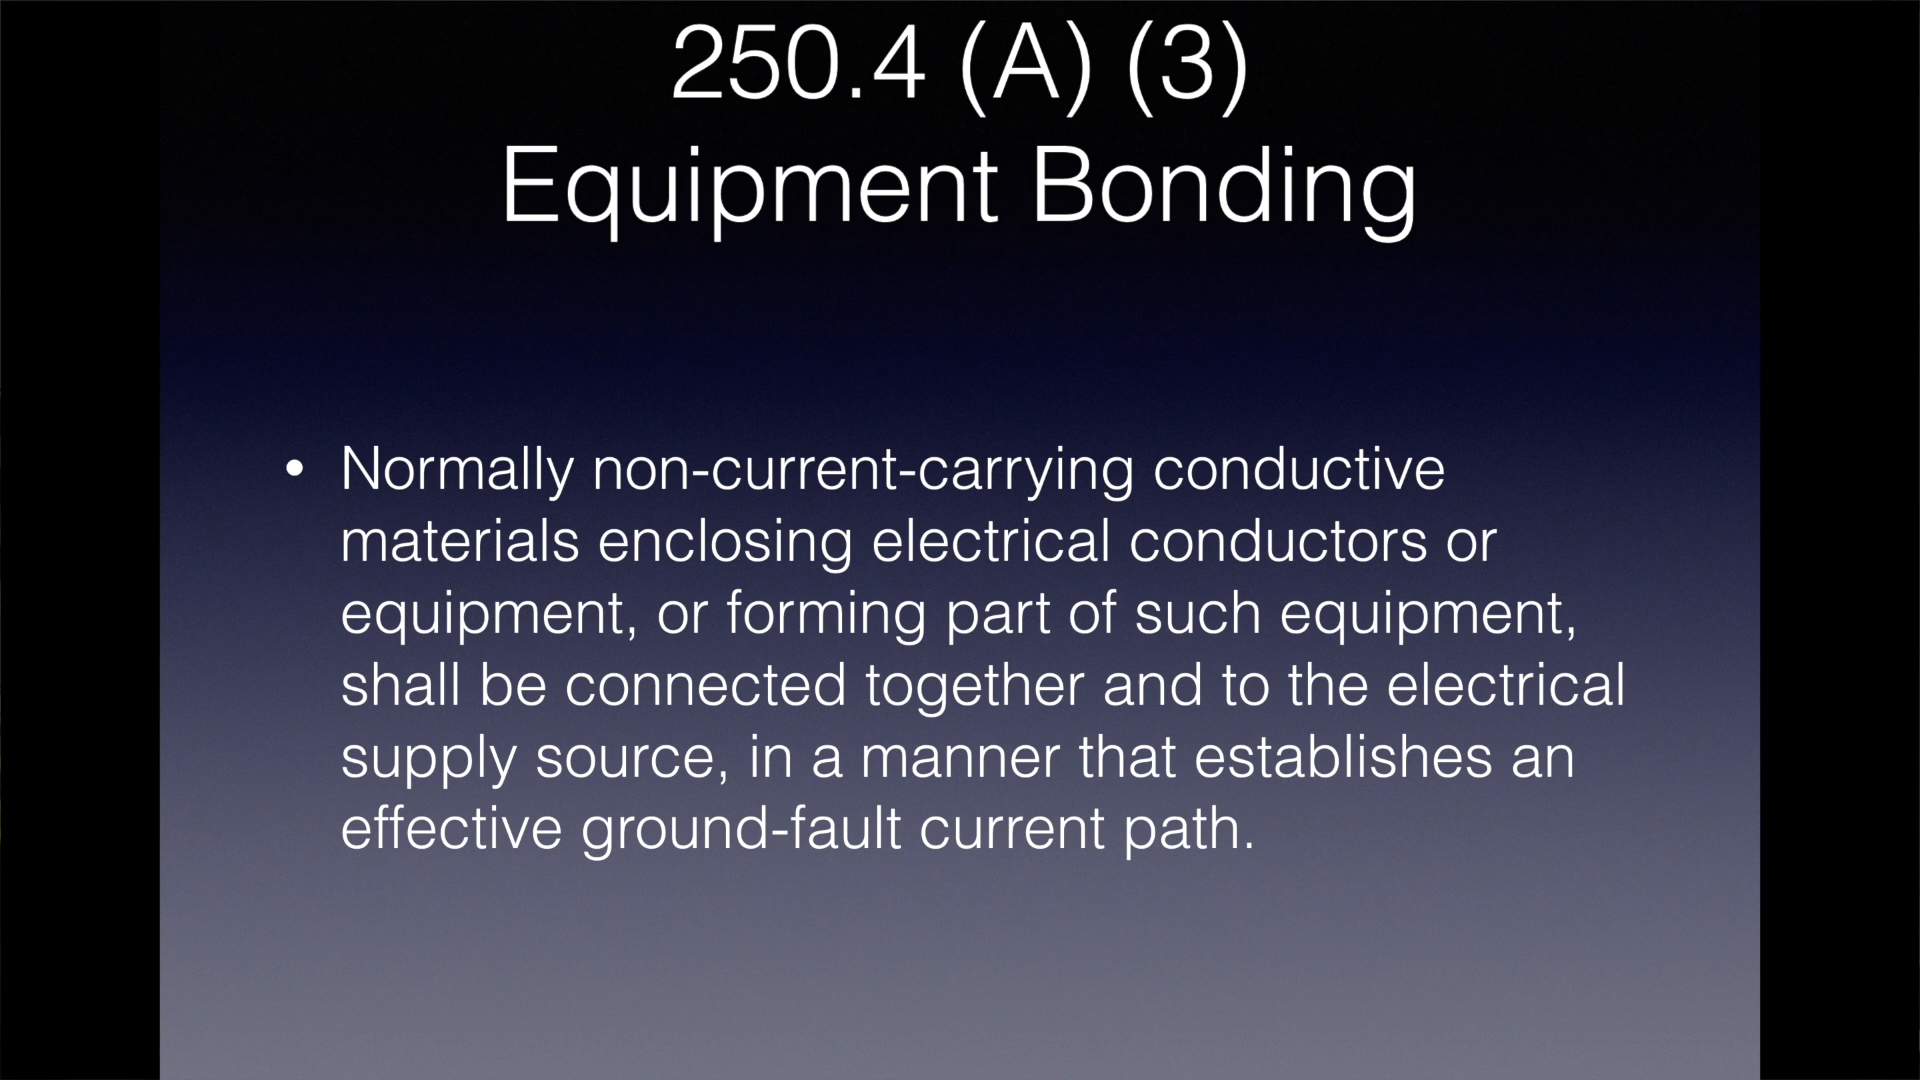 250.4 (A) (3)
Equipment Bonding
• Normally non-current-carrying conductive
materials enclosing electrical conductors or
equipment, or forming part of such equipment,
shall be connected together and to the electrical
supply source, in a manner that establishes an
effective ground-fault current path.